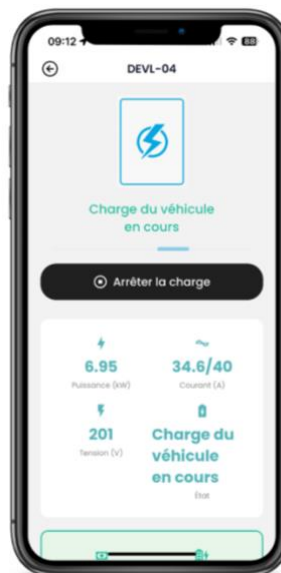 09:12
88
DEVL-04
Charge du véhicule
en cours
Arrêter la charge
6.95
34.6/40
Puissance (kW)
Courant (A)
201
Charge du
véhicule
en cours
Tension (V)
État